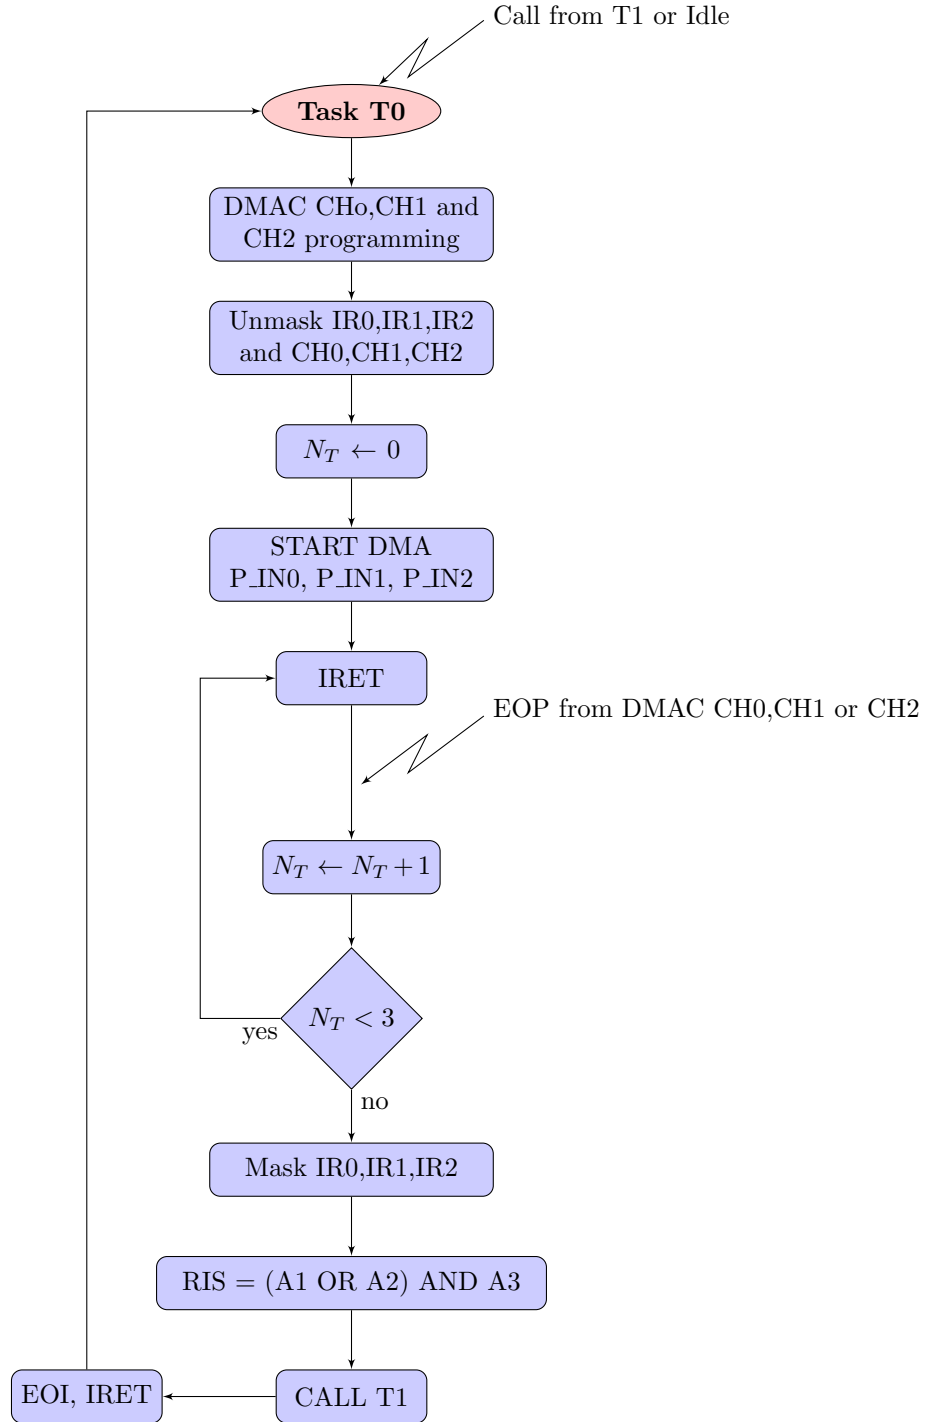 Call from T1 or Idle
Task T0
DMAC CHo,CH1 and
CH2 programming
Unmask IR0,IR1,IR2
and CH0,CH1,CH2
N_T ← 0
START DMA
P_IN0, P_IN1, P_IN2
IRET
EOP from DMAC CH0,CH1 or CH2
N_T ← N_T + 1
N_T < 3
yes
no
Mask IR0,IR1,IR2
RIS = (A1 OR A2) AND A3
EOI, IRET
CALL T1